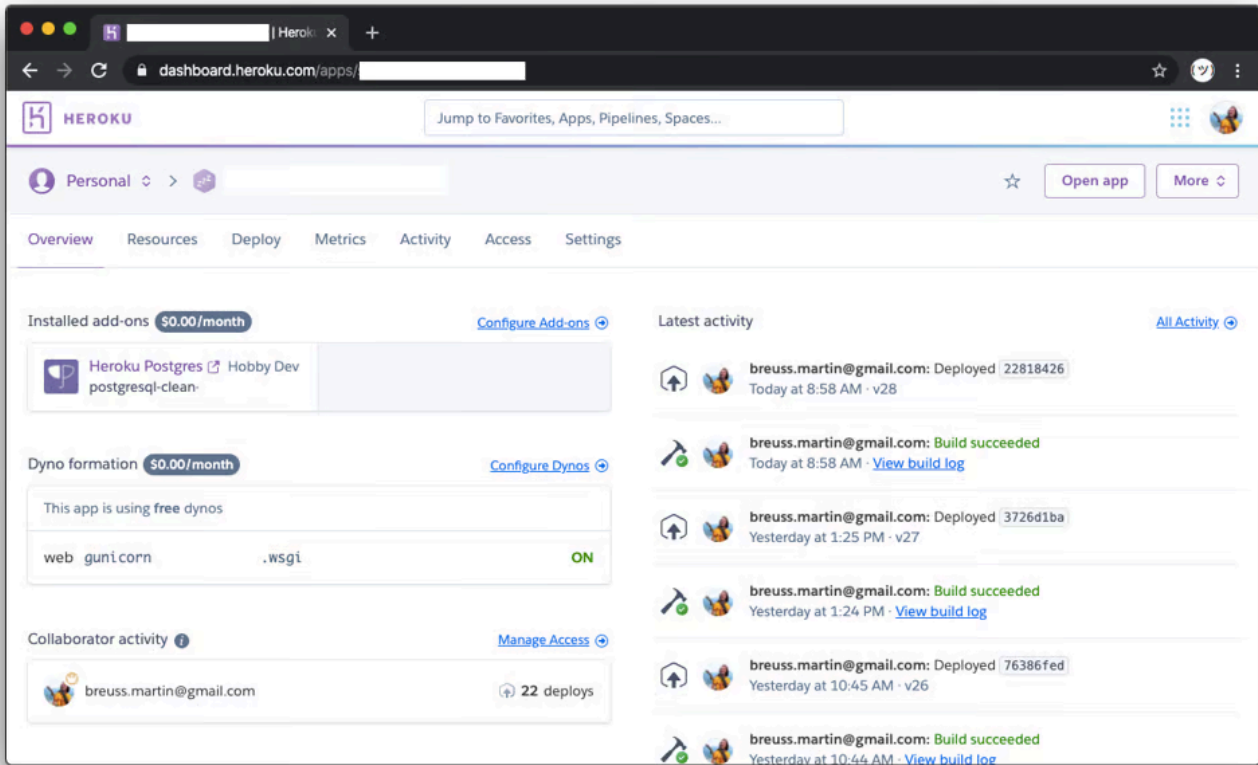 | Herok
dashboard.heroku.com/apps/
HEROKU
Jump to Favorites, Apps, Pipelines, Spaces...
Personal
Open app
More
Overview Resources Deploy Metrics Activity Access Settings
Installed add-ons $0.00/month Configure Add-ons
Heroku Postgres Hobby Dev
postgresql-clean-
Dyno formation $0.00/month Configure Dynos
This app is using free dynos
web gunicorn .wsgi ON
Collaborator activity Manage Access
breuss.martin@gmail.com 22 deploys
Latest activity All Activity
breuss.martin@gmail.com: Deployed 22818426
Today at 8:58 AM · v28
breuss.martin@gmail.com: Build succeeded
Today at 8:58 AM · View build log
breuss.martin@gmail.com: Deployed 3726d1ba
Yesterday at 1:25 PM · v27
breuss.martin@gmail.com: Build succeeded
Yesterday at 1:24 PM · View build log
breuss.martin@gmail.com: Deployed 76386fed
Yesterday at 10:45 AM · v26
breuss.martin@gmail.com: Build succeeded
Yesterday at 10:44 AM · View build log